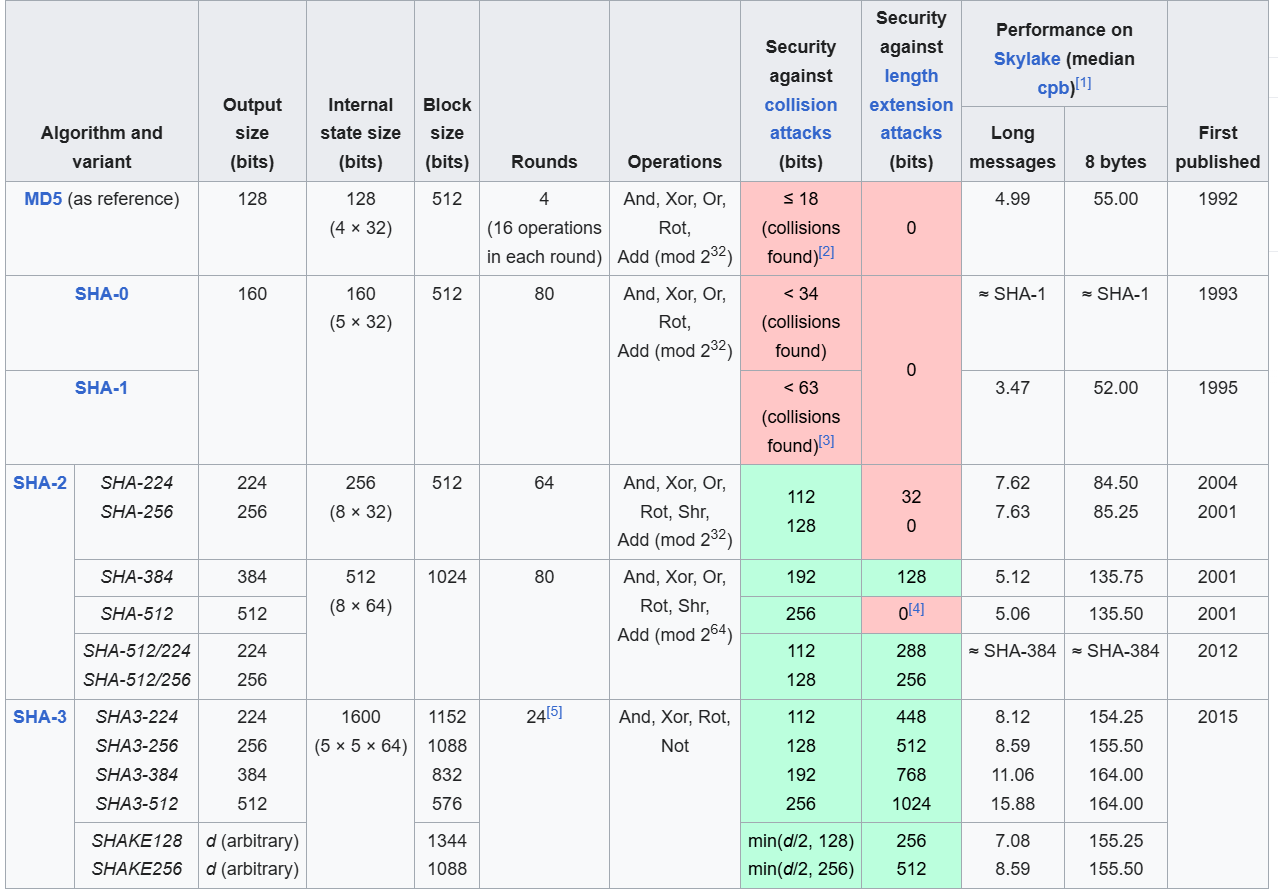 Algorithm and variant
Output size (bits)
Internal state size (bits)
Block size (bits)
Rounds
Operations
Security against collision attacks (bits)
Security against length extension attacks (bits)
Performance on Skylake (median cpb)[1]
Long messages
8 bytes
First published
MD5 (as reference) 128 128 (4 × 32) 512 4 (16 operations in each round) And, Xor, Or, Rot, Add (mod 2^32) ≤ 18 (collisions found)[2] 0 4.99 55.00 1992
SHA-0 160 160 (5 × 32) 512 80 And, Xor, Or, Rot, Add (mod 2^32) < 34 (collisions found) 0 ≈ SHA-1 ≈ SHA-1 1993
SHA-1 < 63 (collisions found)[3] 3.47 52.00 1995
SHA-2 SHA-224 224 256 (8 × 32) 512 64 And, Xor, Or, Rot, Shr, Add (mod 2^32) 112 32 7.62 84.50 2004
SHA-256 256 128 0 7.63 85.25 2001
SHA-384 384 512 (8 × 64) 1024 80 And, Xor, Or, Rot, Shr, Add (mod 2^64) 192 128 5.12 135.75 2001
SHA-512 512 256 0[4] 5.06 135.50 2001
SHA-512/224 224 112 288 ≈ SHA-384 ≈ SHA-384 2012
SHA-512/256 256 128 256
SHA-3 SHA3-224 224 1600 (5 × 5 × 64) 1152 24[5] And, Xor, Rot, Not 112 448 8.12 154.25 2015
SHA3-256 256 1088 128 512 8.59 155.50
SHA3-384 384 832 192 768 11.06 164.00
SHA3-512 512 576 256 1024 15.88 164.00
SHAKE128 d (arbitrary) 1344 min(d/2, 128) 256 7.08 155.25
SHAKE256 d (arbitrary) 1088 min(d/2, 256) 512 8.59 155.50